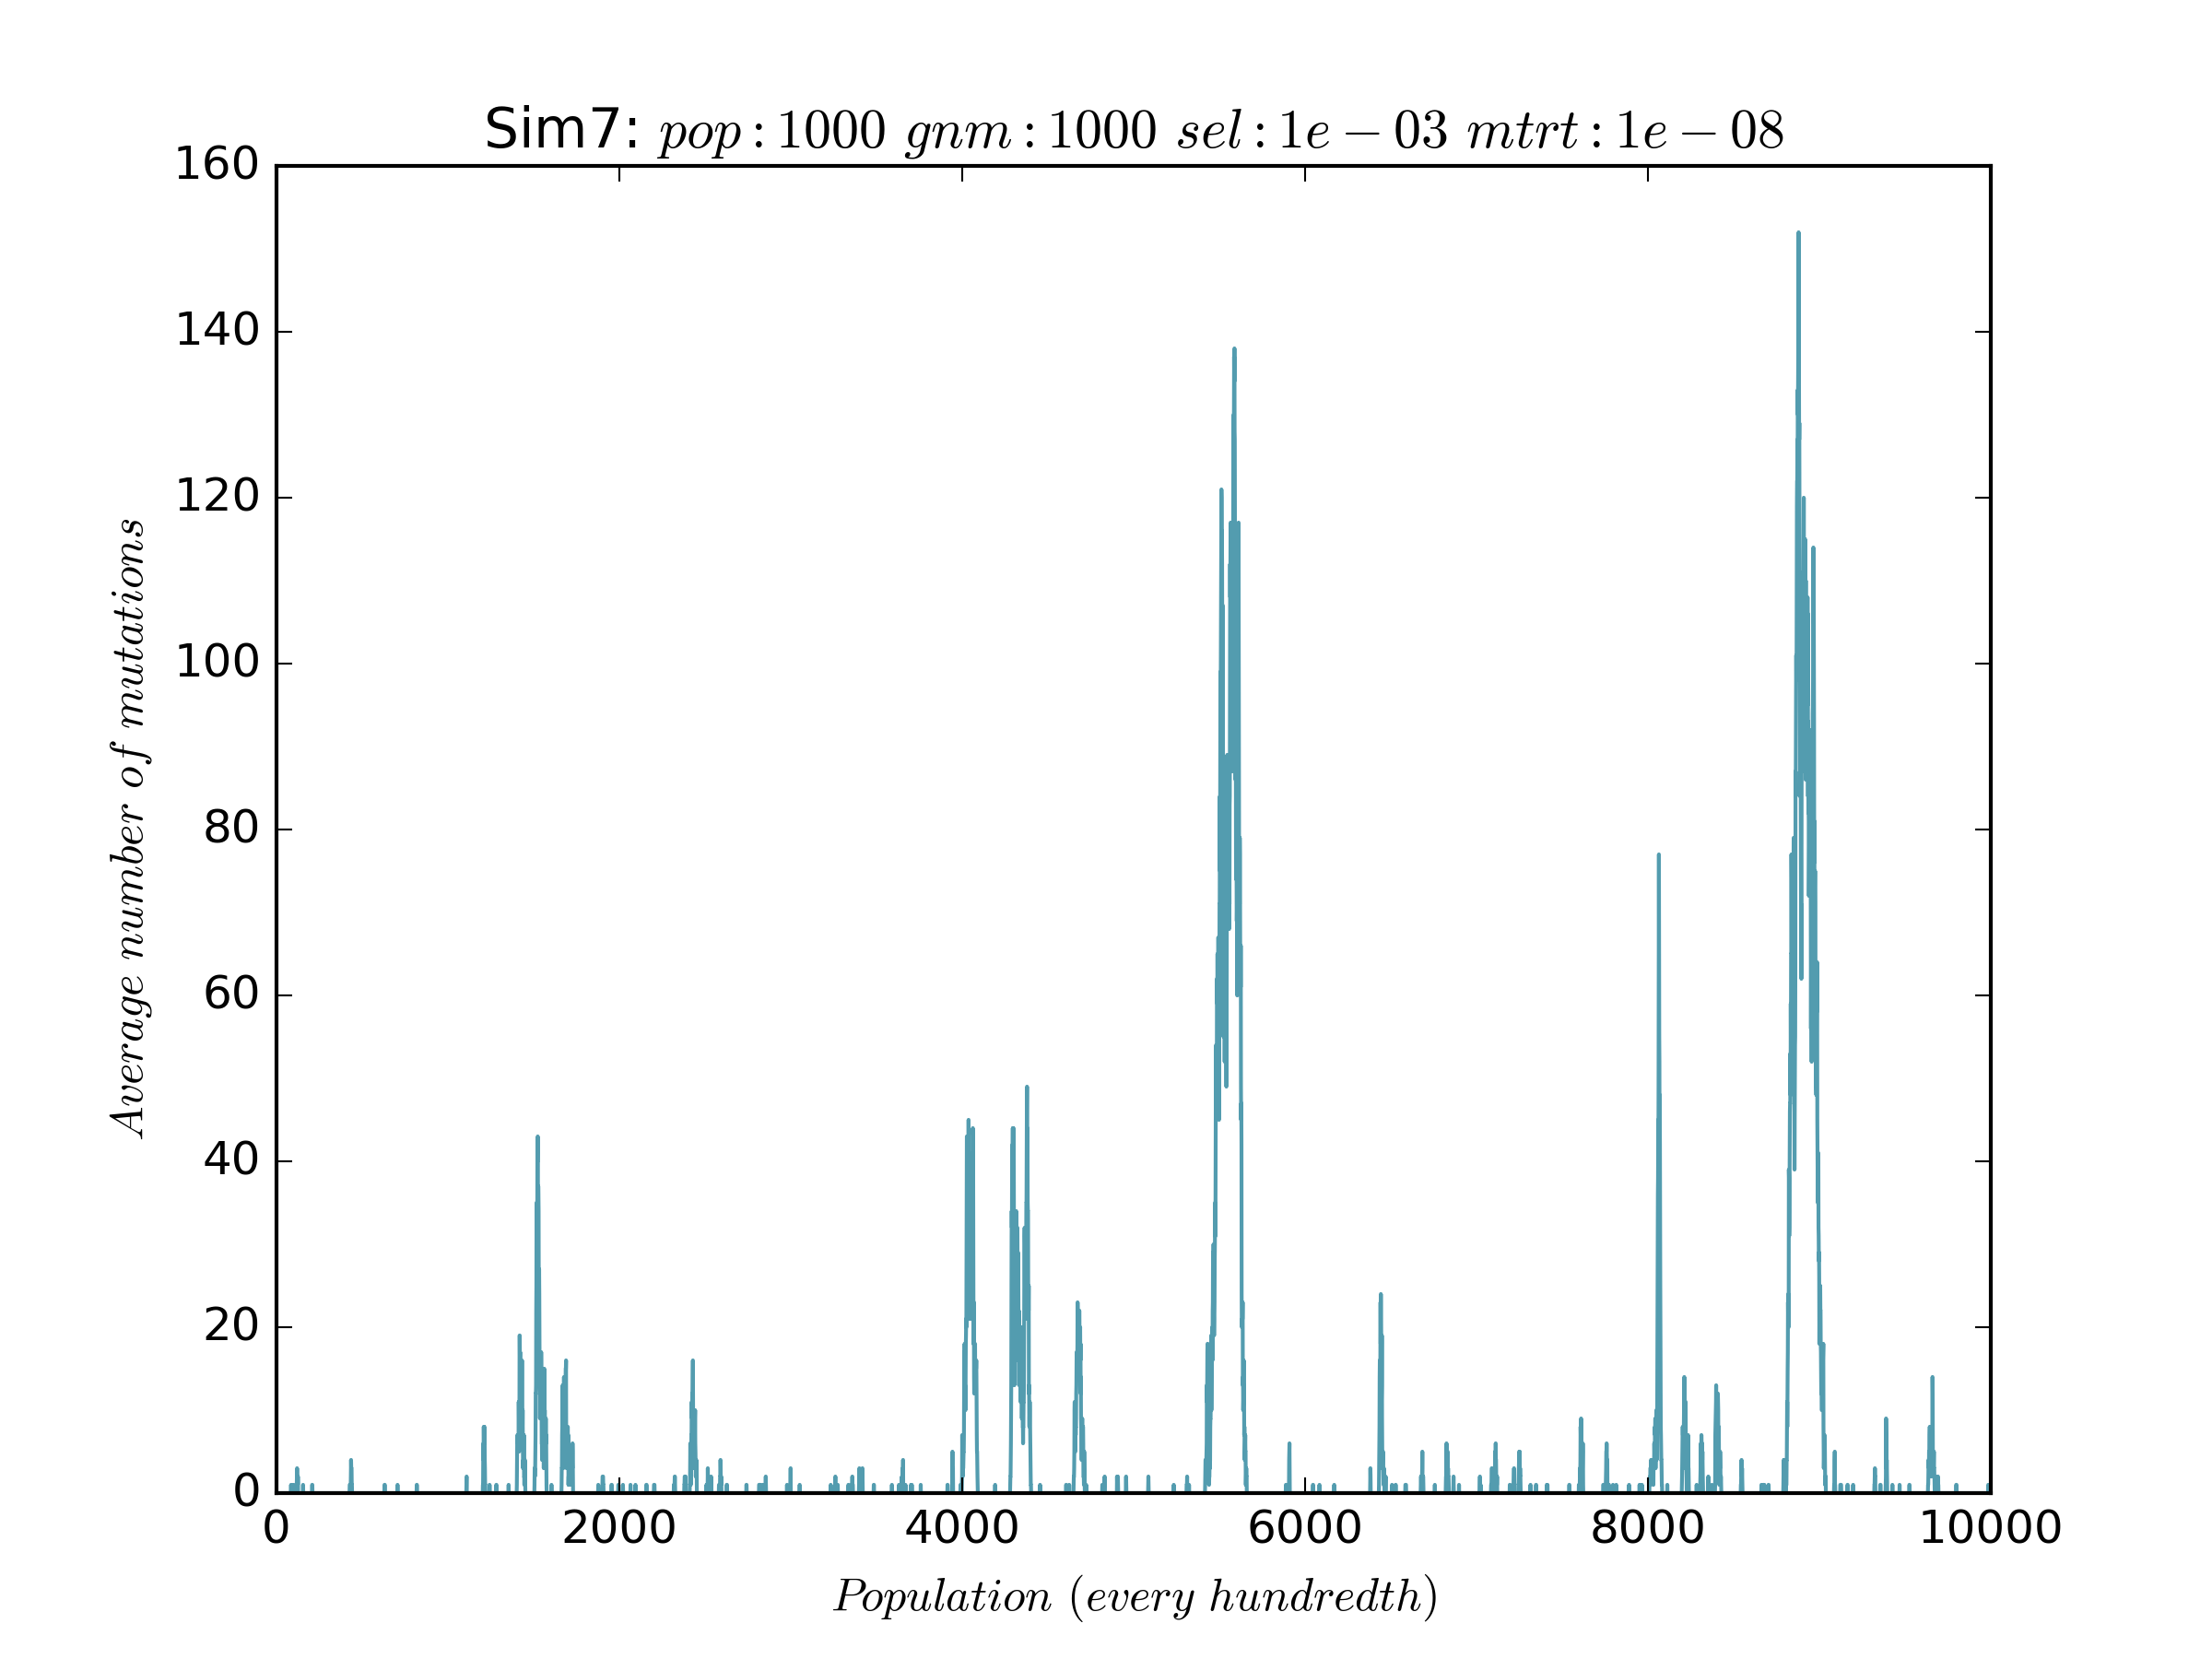 Sim7: pop : 1000 gnm : 1000 sel : 1e − 03 mtrt : 1e − 08
160
140
120
100
80
60
40
20
0
Average number of mutations
0 2000 4000 6000 8000 10000
Population (every hundredth)